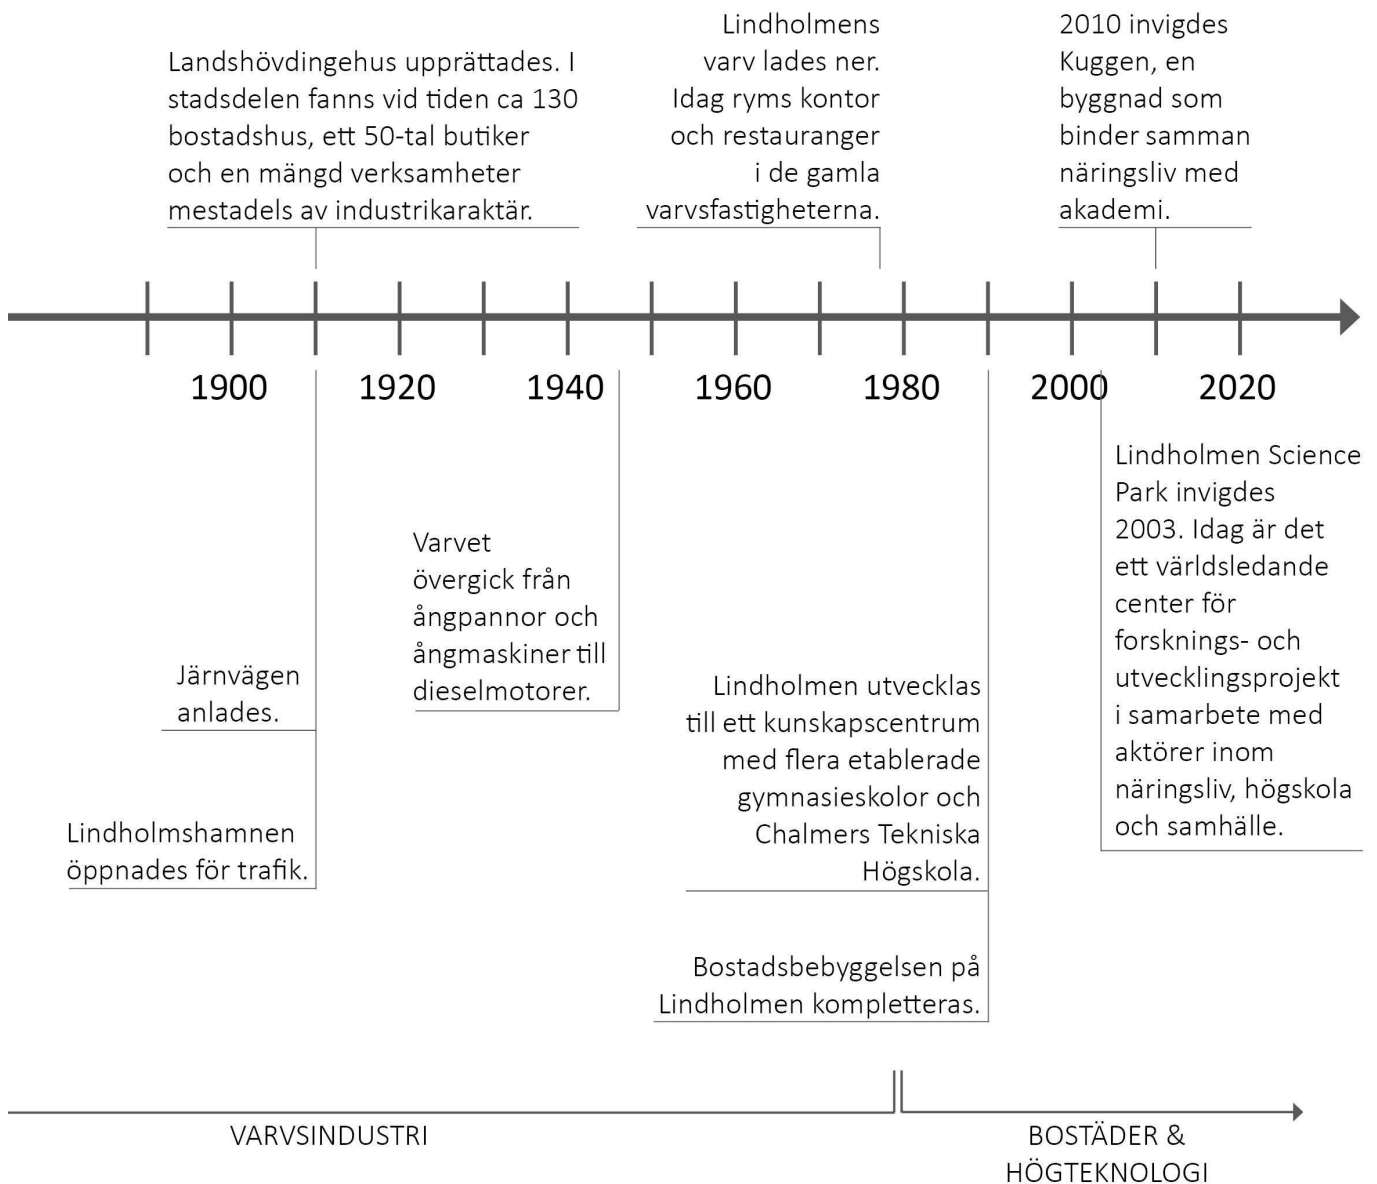 Landshövdingehus upprättades. I
stadsdelen fanns vid tiden ca 130
bostadshus, ett 50-tal butiker
och en mängd verksamheter
mestadels av industrikaraktär.
Lindholmens
varv lades ner.
Idag ryms kontor
och restauranger
i de gamla
varvsfastigheterna.
2010 invigdes
Kuggen, en
byggnad som
binder samman
näringsliv med
akademi.
1900
1920
1940
1960
1980
2000
2020
Järnvägen
anlades.
Lindholmshamnen
öppnades för trafik.
Varvet
övergick från
ångpannor och
ångmaskiner till
dieselmotorer.
Lindholmen utvecklas
till ett kunskapscentrum
med flera etablerade
gymnasieskolor och
Chalmers Tekniska
Högskola.
Bostadsbebyggelsen på
Lindholmen kompletteras.
Lindholmen Science
Park invigdes
2003. Idag är det
ett världsledande
center för
forsknings- och
utvecklingsprojekt
i samarbete med
aktörer inom
näringsliv, högskola
och samhälle.
VARVSINDUSTRI
BOSTÄDER &
HÖGTEKNOLOGI